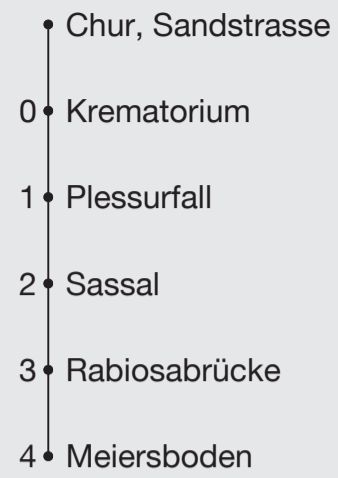 Chur, Sandstrasse
0 Krematorium
1 Plessurfall
2 Sassal
3 Rabiosabrücke
4 Meiersboden